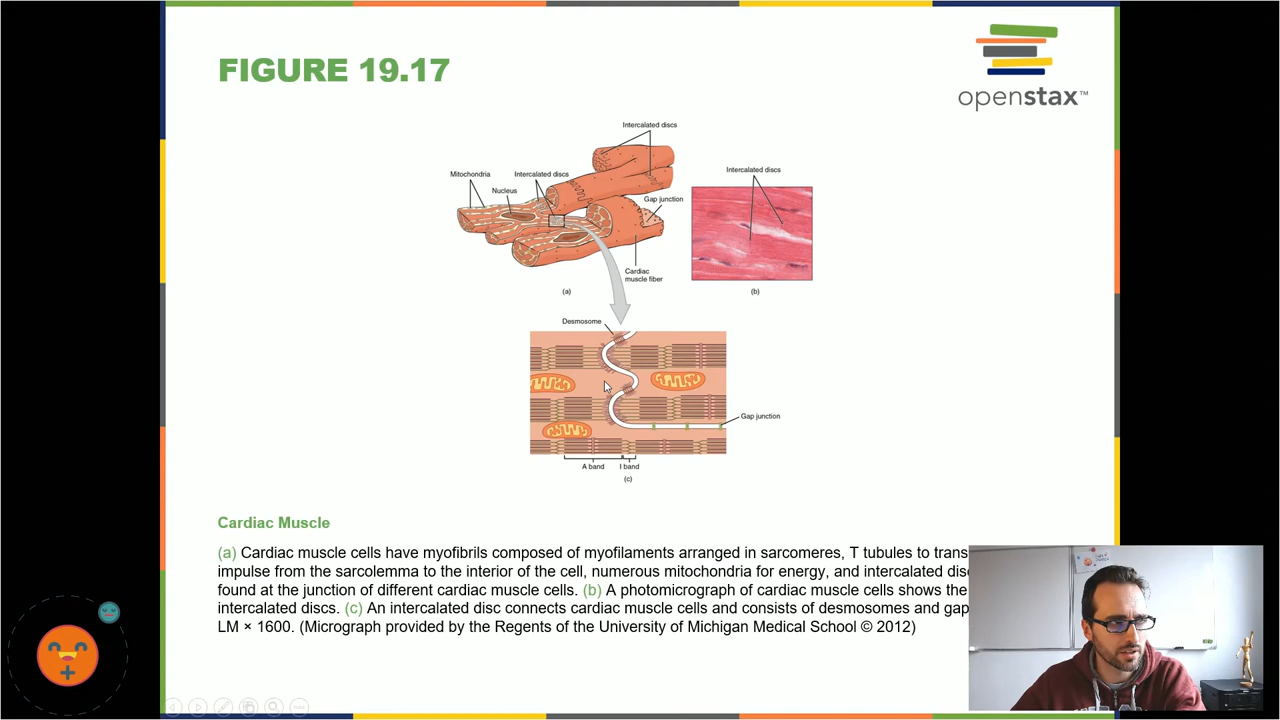 FIGURE 19.17
openstax™
Intercalated discs
Mitochondria
Intercalated discs
Nucleus
Gap junction
Cardiac
muscle fiber
(a)
Intercalated discs
(b)
Desmosome
Gap junction
A band
I band
(c)
Cardiac Muscle
(a) Cardiac muscle cells have myofibrils composed of myofilaments arranged in sarcomeres, T tubules to trans
impulse from the sarcolemma to the interior of the cell, numerous mitochondria for energy, and intercalated dis
found at the junction of different cardiac muscle cells. (b) A photomicrograph of cardiac muscle cells shows the
intercalated discs. (c) An intercalated disc connects cardiac muscle cells and consists of desmosomes and gap
LM × 1600. (Micrograph provided by the Regents of the University of Michigan Medical School © 2012)